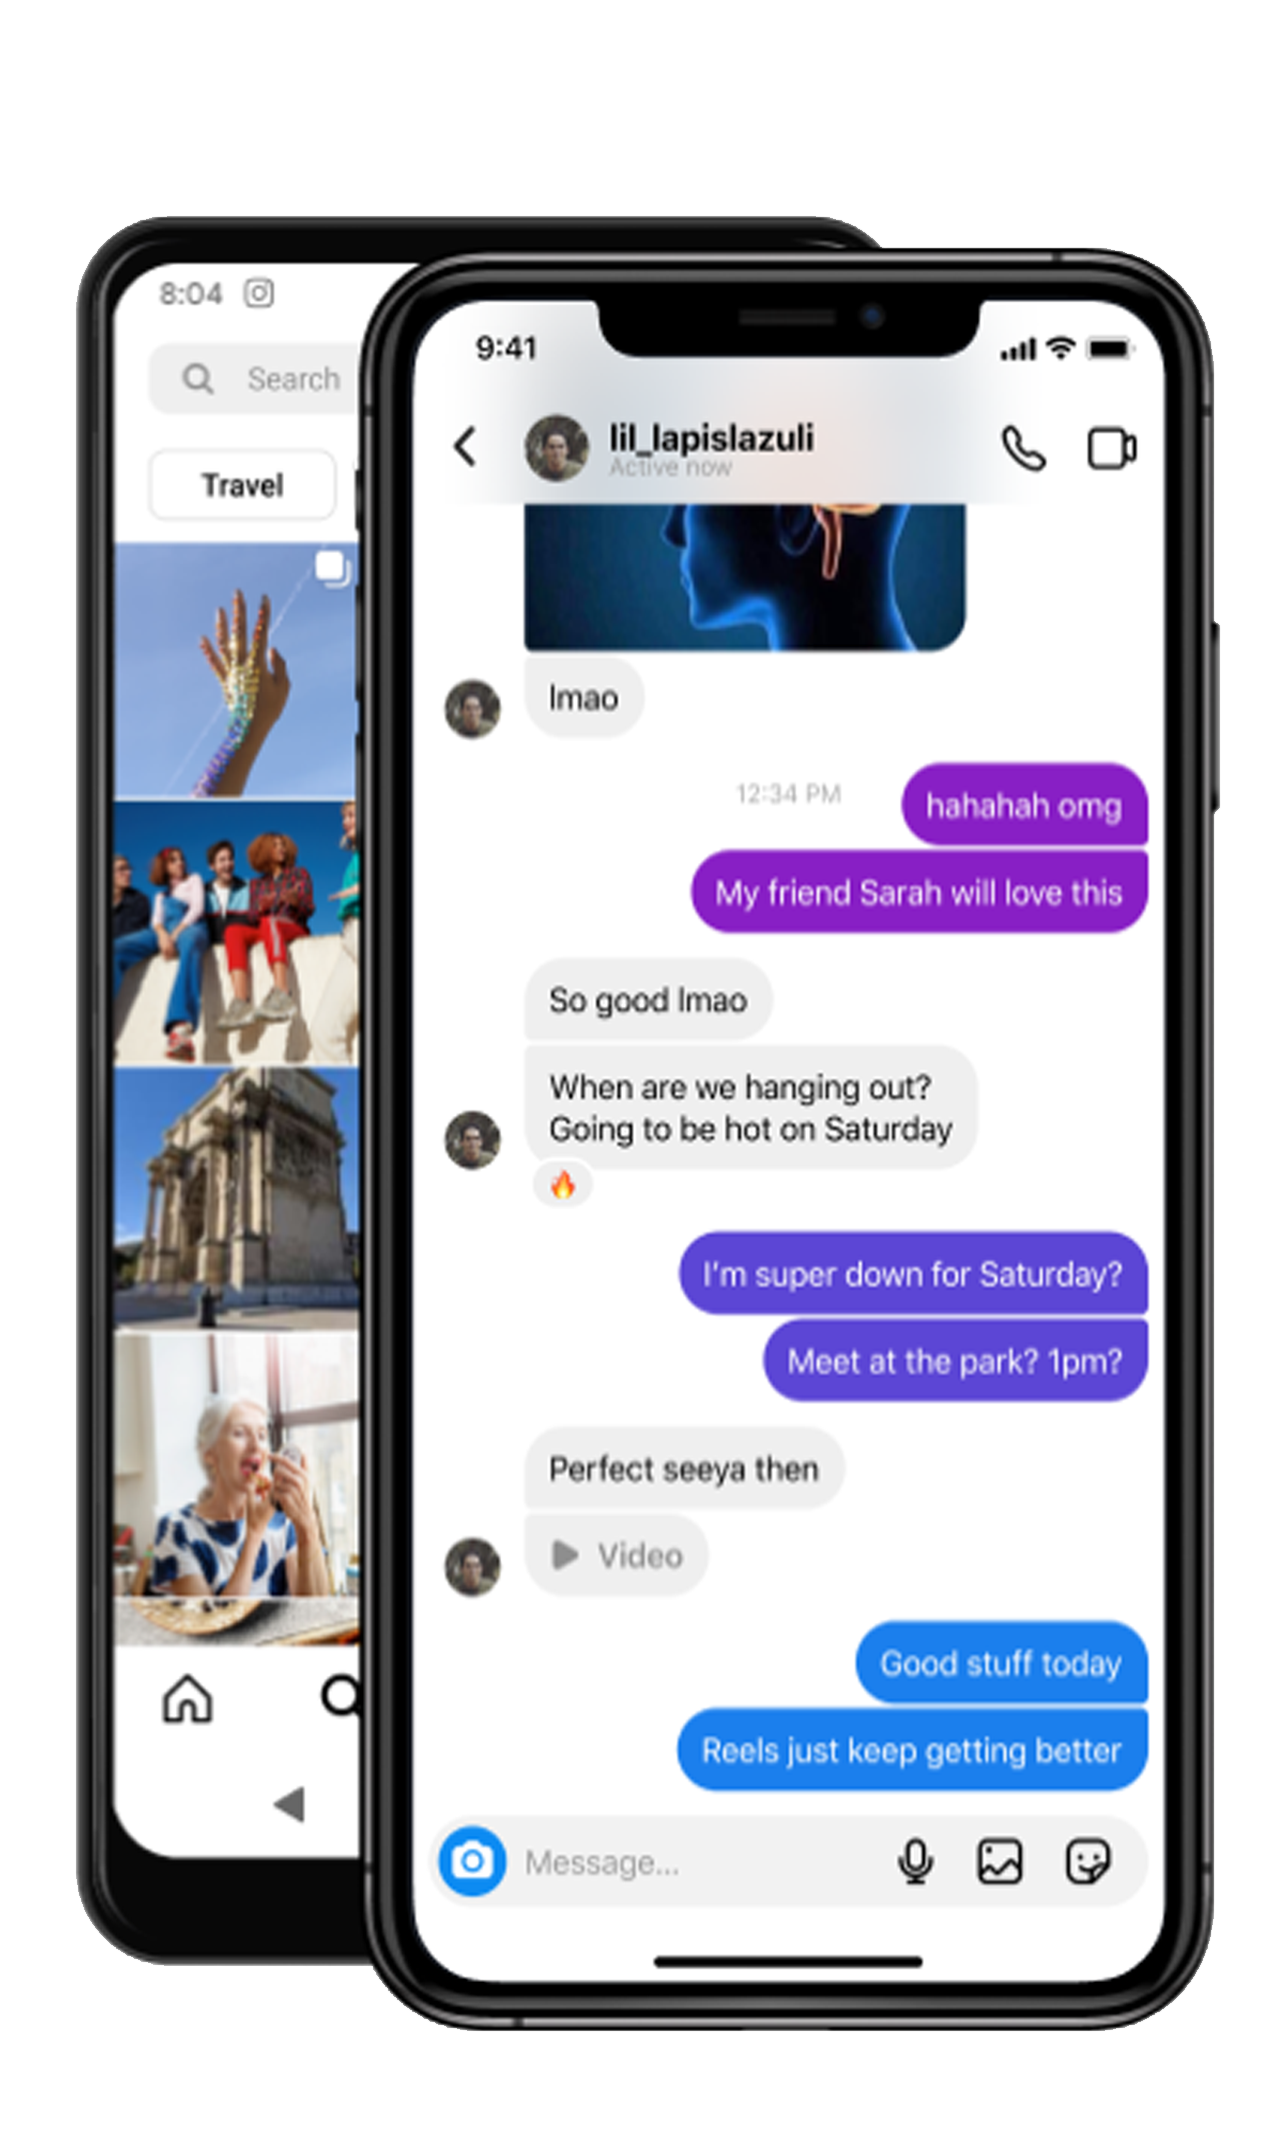 8:04
Search
Travel
9:41
lil_lapislazuli
Active now
lmao
12:34 PM
hahahah omg
My friend Sarah will love this
So good lmao
When are we hanging out?
Going to be hot on Saturday
I'm super down for Saturday?
Meet at the park? 1pm?
Perfect seeya then
Video
Good stuff today
Reels just keep getting better
Message...